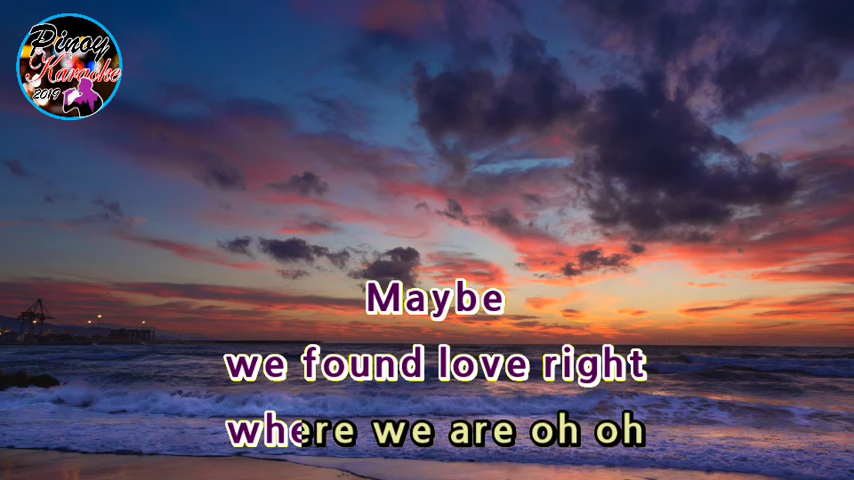 Pinoy
Karaoke
2019
Maybe
we found love right
where we are oh oh